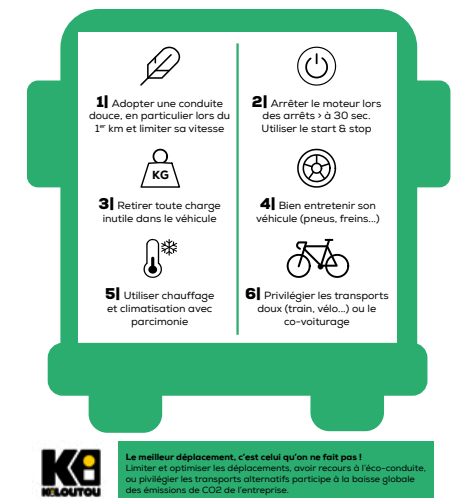 1| Adopter une conduite
douce, en particulier lors du
1er km et limiter sa vitesse
2| Arrêter le moteur lors
des arrêts > à 30 sec.
Utiliser le start & stop
KG
3| Retirer toute charge
inutile dans le véhicule
4| Bien entretenir son
véhicule (pneus, freins...)
5| Utiliser chauffage
et climatisation avec
parcimonie
6| Privilégier les transports
doux (train, vélo...) ou le
co-voiturage
KILOUTOU
Le meilleur déplacement, c'est celui qu'on ne fait pas !
Limiter et optimiser les déplacements, avoir recours à l'éco-conduite,
ou pivilégier les transports alternatifs participe à la baisse globale
des émissions de CO2 de l'entreprise.